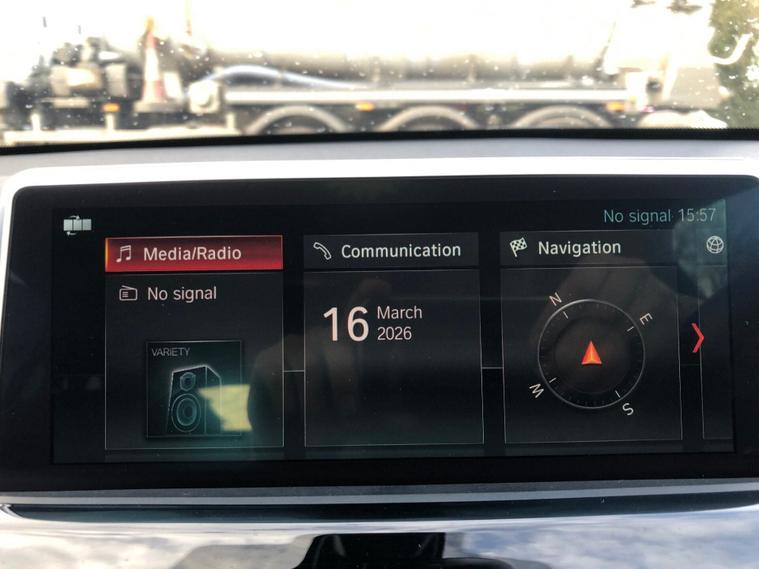 No signal 15:57
Media/Radio
Communication
Navigation
No signal
VARIETY
16
March
2026
N
E
W
S